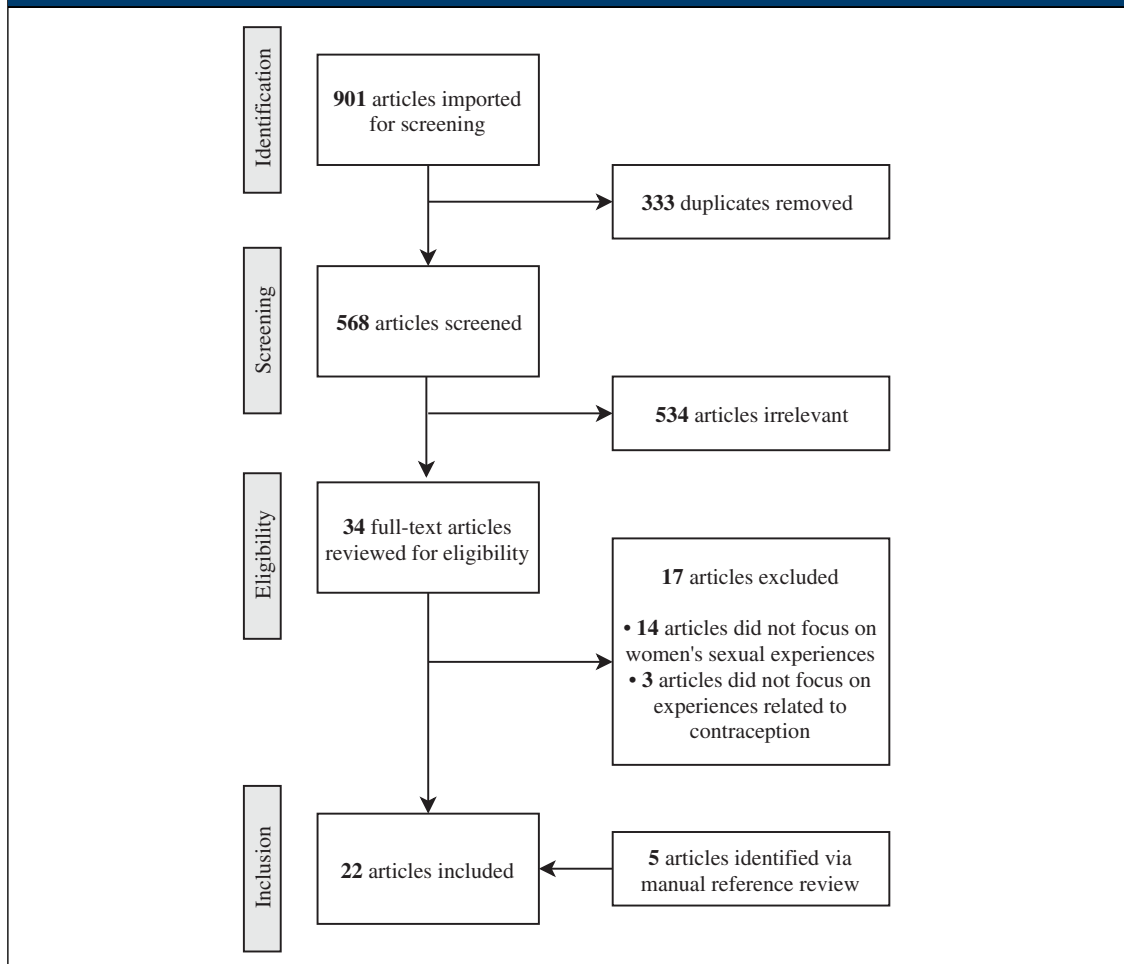 Identification
901 articles imported
for screening
333 duplicates removed
Screening
568 articles screened
534 articles irrelevant
Eligibility
34 full-text articles
reviewed for eligibility
17 articles excluded
• 14 articles did not focus on
women's sexual experiences
• 3 articles did not focus on
experiences related to
contraception
Inclusion
22 articles included
5 articles identified via
manual reference review